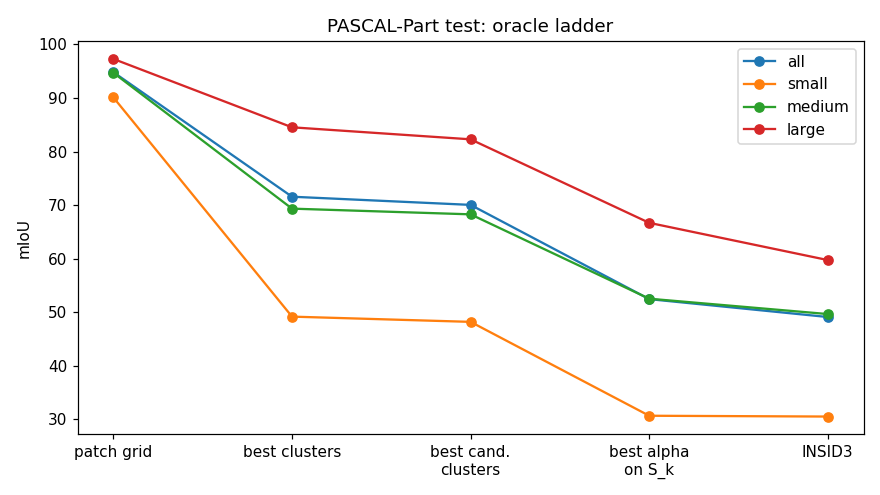 PASCAL-Part test: oracle ladder
100
90
80
70
60
50
40
30
mIoU
all
small
medium
large
patch grid
best clusters
best cand.
clusters
best alpha
on S_k
INSID3